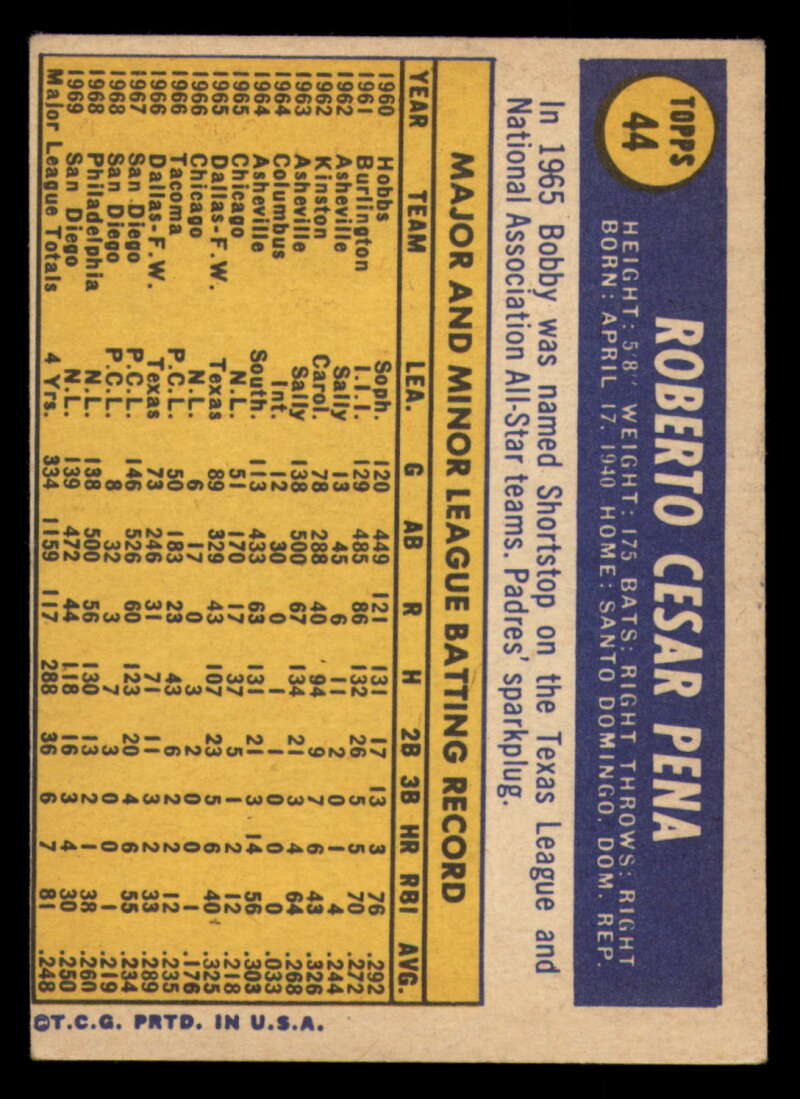 TOPPS
44
ROBERTO CESAR PENA
HEIGHT: 5'8" WEIGHT: 175 BATS: RIGHT THROWS: RIGHT
BORN: APRIL 17, 1940 HOME: SANTO DOMINGO, DOM. REP.
In 1965 Bobby was named Shortstop on the Texas League and
National Association All-Star teams. Padres' sparkplug.
MAJOR AND MINOR LEAGUE BATTING RECORD
YEAR TEAM LEA. G AB R H 2B 3B HR RBI AVG.
1960 Hobbs Soph. 120 449 121 131 17 13 3 76 .292
1961 Burlington I.I.I. 129 485 86 132 26 5 5 70 .272
1962 Asheville Sally 13 45 6 11 2 0 1 4 .244
1962 Kinston Carol. 78 288 40 94 9 7 6 43 .326
1963 Asheville Sally 138 500 67 134 21 3 4 64 .268
1964 Columbus Int. 12 30 0 1 1 0 0 0 .033
1964 Asheville South. 113 433 63 131 21 3 14 56 .303
1965 Chicago N.L. 51 170 17 37 5 1 2 12 .218
1965 Dallas-F.W. Texas 89 329 43 107 23 5 6 40 .325
1966 Chicago N.L. 6 17 0 3 2 0 0 1 .176
1966 Tacoma P.C.L. 50 183 23 43 6 2 2 12 .235
1966 Dallas-F.W. Texas 73 246 31 71 11 3 2 33 .289
1967 San Diego P.C.L. 146 526 60 123 20 4 6 55 .234
1968 San Diego P.C.L. 8 32 3 7 3 0 0 1 .219
1968 Philadelphia N.L. 138 500 56 130 13 2 1 38 .260
1969 San Diego N.L. 139 472 44 118 16 3 4 30 .250
Major League Totals 4 Yrs. 334 1159 117 288 36 6 7 81 .248
©T.C.G. PRTD. IN U.S.A.